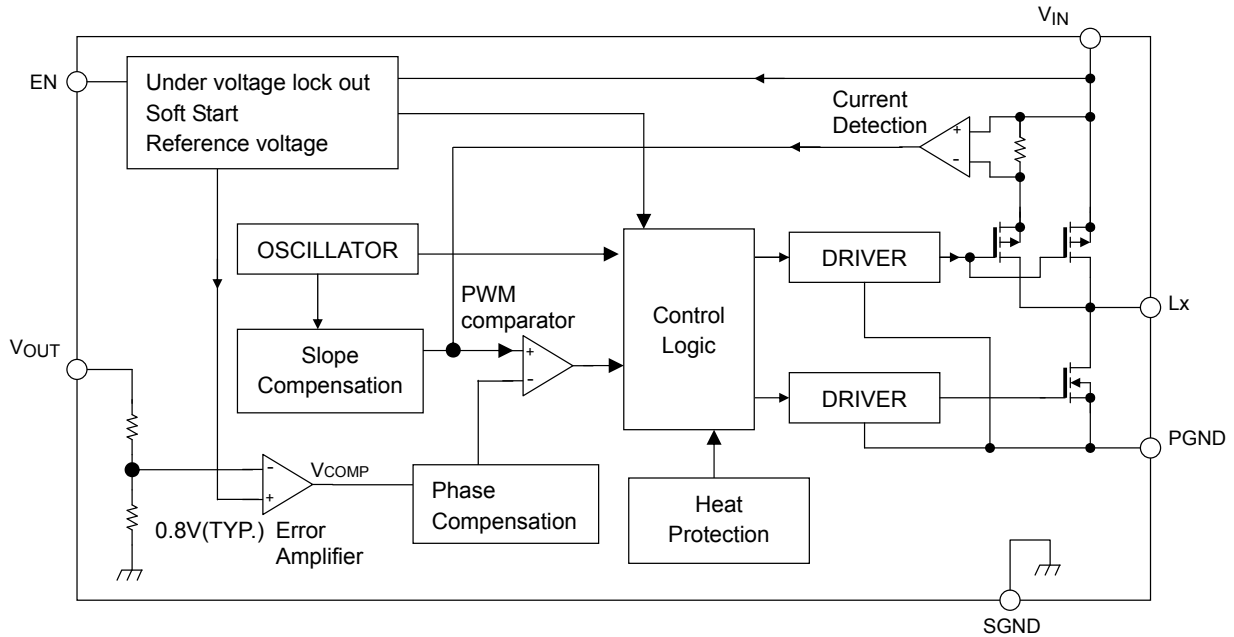 VIN
EN
Under voltage lock out
Soft Start
Reference voltage
Current
Detection
+
-
OSCILLATOR
DRIVER
PWM
comparator
Control
Logic
Lx
VOUT
Slope
Compensation
+
-
DRIVER
PGND
-
+
VCOMP
Phase
Compensation
Heat
Protection
0.8V(TYP.) Error
Amplifier
SGND